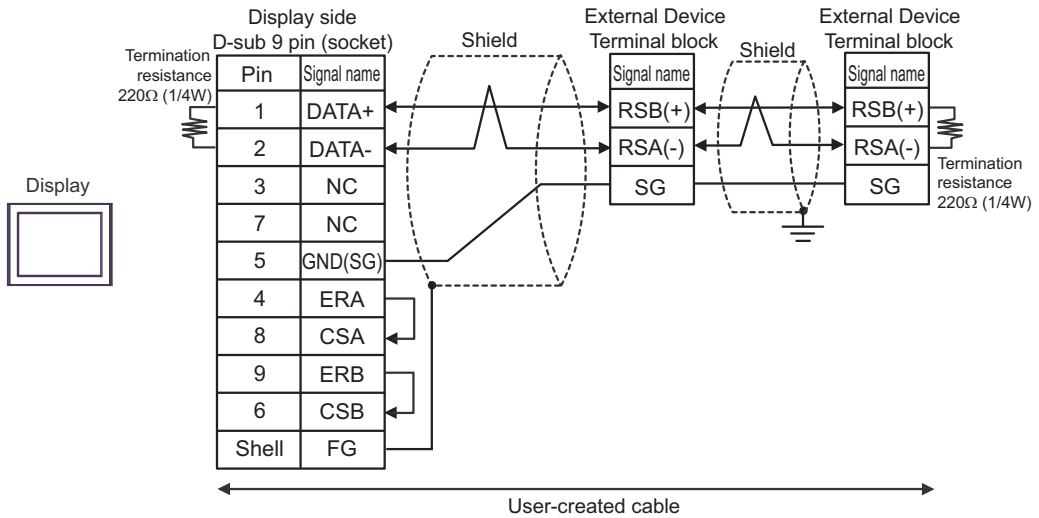 Display side
D-sub 9 pin (socket)
Termination
resistance
220Ω (1/4W)
Shield
External Device
Terminal block
Shield
External Device
Terminal block
Pin Signal name
1 DATA+
2 DATA-
3 NC
7 NC
5 GND(SG)
4 ERA
8 CSA
9 ERB
6 CSB
Shell FG
Signal name
RSB(+)
RSA(-)
SG
Signal name
RSB(+)
RSA(-)
SG
Termination
resistance
220Ω (1/4W)
Display
User-created cable